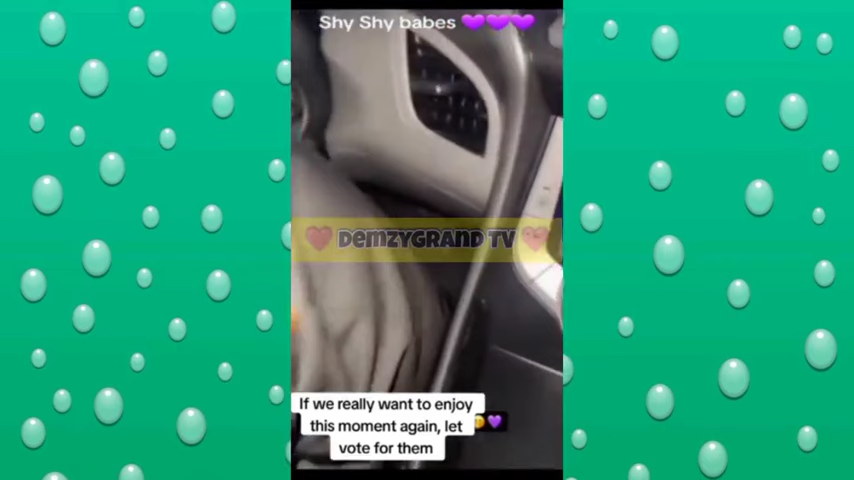 Shy Shy babes 💜💜💜
❤️ DEMZYGRAND TV 💘
If we really want to enjoy
this moment again, let
vote for them